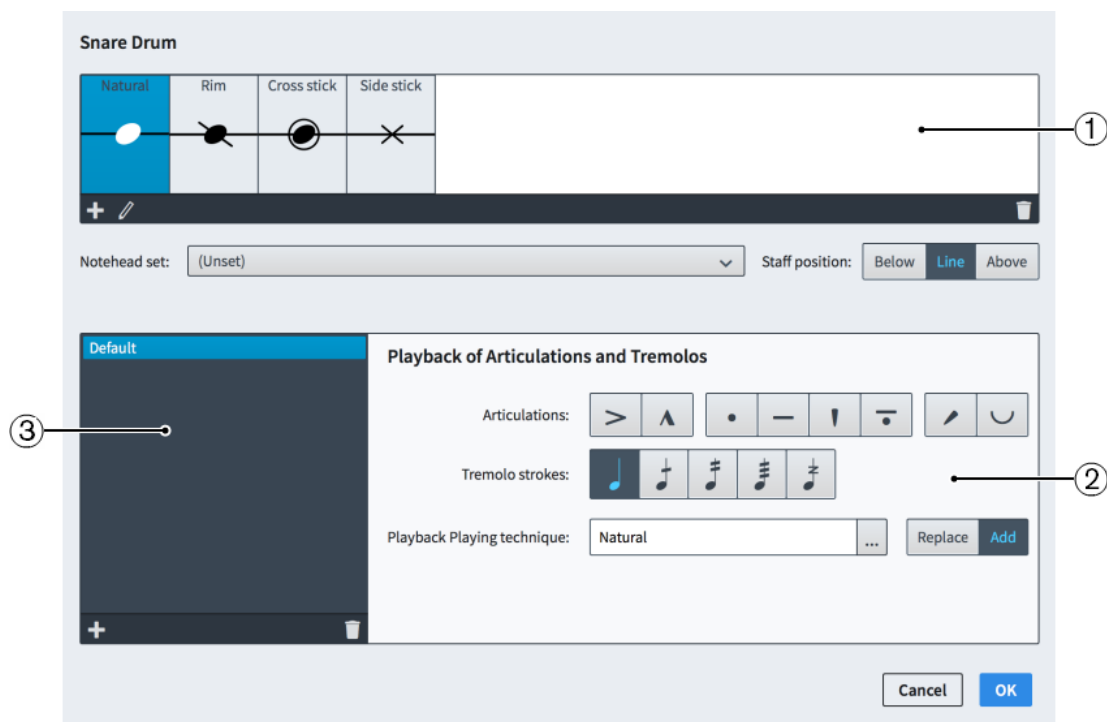 Snare Drum
Natural Rim Cross stick Side stick
1
Notehead set: (Unset) Staff position: Below Line Above
Default
Playback of Articulations and Tremolos
Articulations:
3
Tremolo strokes:
2
Playback Playing technique: Natural ... Replace Add
Cancel OK